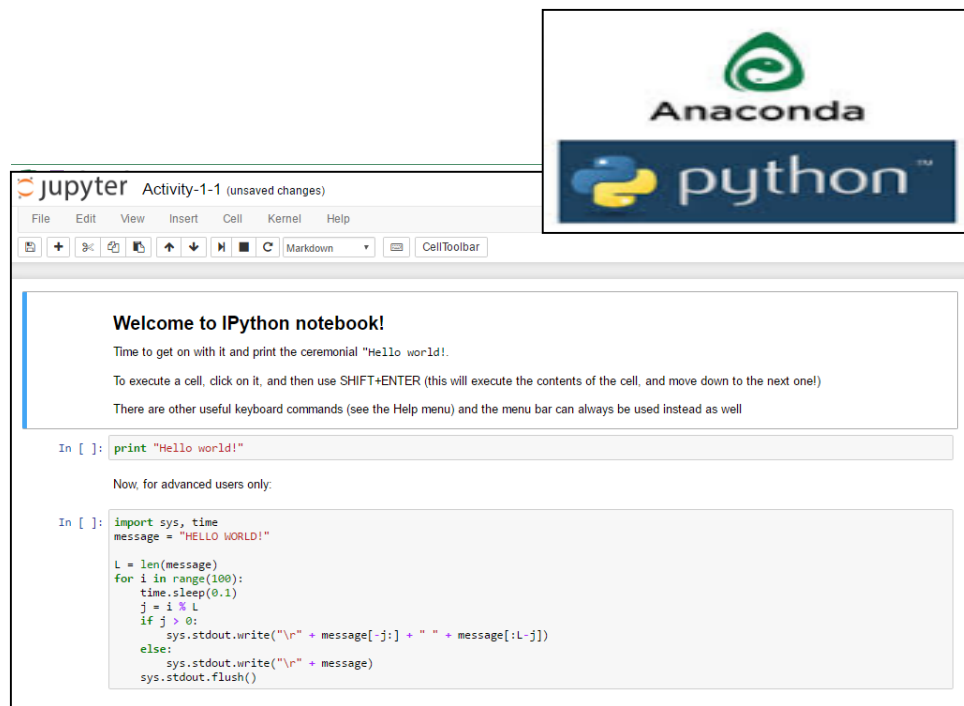 Anaconda
python™
jupyter Activity-1-1 (unsaved changes)
File Edit View Insert Cell Kernel Help
Markdown CellToolbar
Welcome to IPython notebook!
Time to get on with it and print the ceremonial "Hello world!.
To execute a cell, click on it, and then use SHIFT+ENTER (this will execute the contents of the cell, and move down to the next one!)
There are other useful keyboard commands (see the Help menu) and the menu bar can always be used instead as well
In [ ]: print "Hello world!"
Now, for advanced users only:
In [ ]: import sys, time
message = "HELLO WORLD!"
L = len(message)
for i in range(100):
    time.sleep(0.1)
    j = i % L
    if j > 0:
        sys.stdout.write("\r" + message[-j:] + " " + message[:L-j])
    else:
        sys.stdout.write("\r" + message)
    sys.stdout.flush()